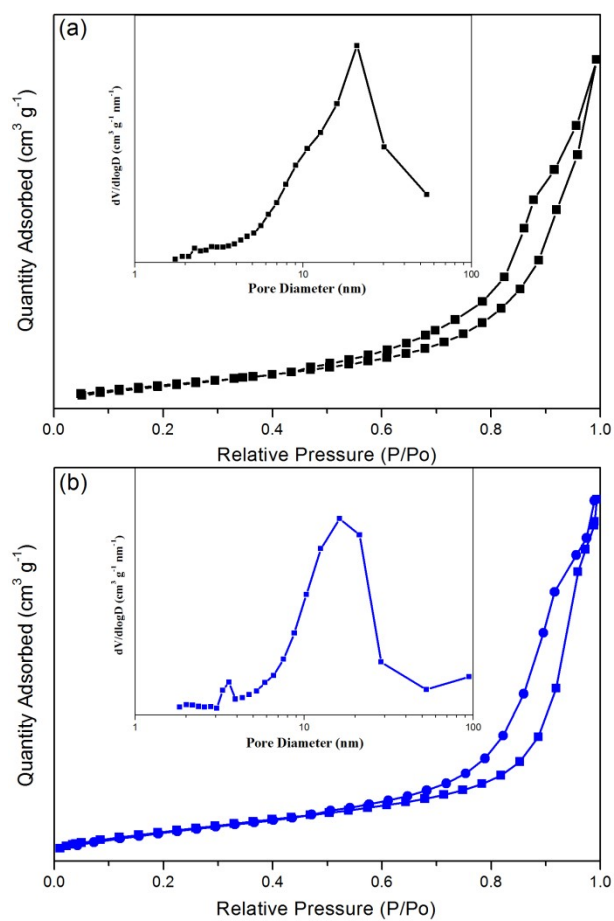 (a)
dV/dlogD (cm³ g⁻¹ nm⁻¹)
1 10 100
Pore Diameter (nm)
Quantity Adsorbed (cm³ g⁻¹)
0.0 0.2 0.4 0.6 0.8 1.0
Relative Pressure (P/Po)
(b)
dV/dlogD (cm³ g⁻¹ nm⁻¹)
1 10 100
Pore Diameter (nm)
Quantity Adsorbed (cm³ g⁻¹)
0.0 0.2 0.4 0.6 0.8 1.0
Relative Pressure (P/Po)